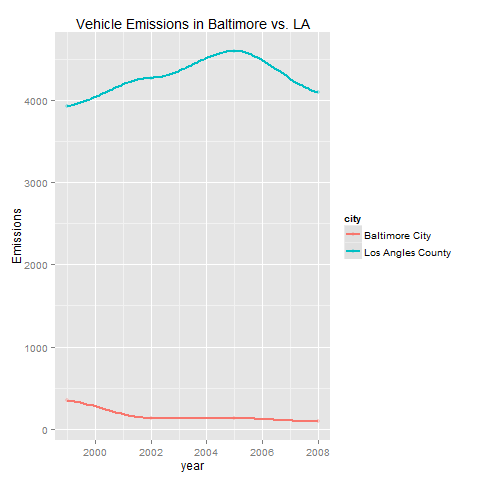 Vehicle Emissions in Baltimore vs. LA
4000
3000
2000
1000
0
Emissions
2000 2002 2004 2006 2008
year
city
Baltimore City
Los Angles County